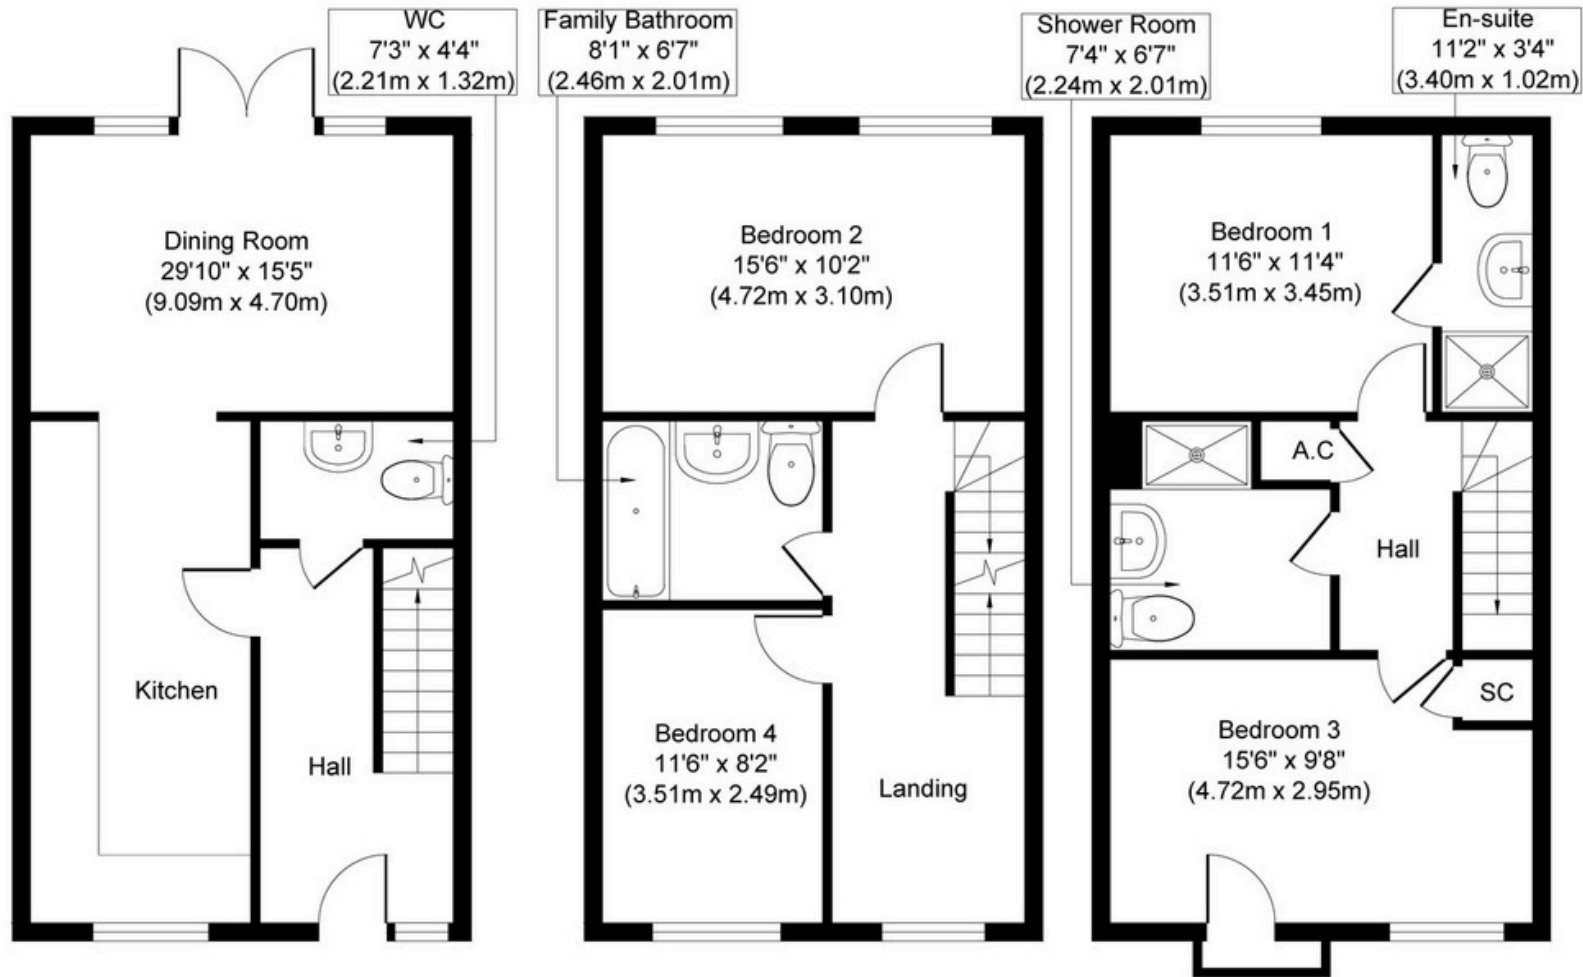 WC
7'3" x 4'4"
(2.21m x 1.32m)
Family Bathroom
8'1" x 6'7"
(2.46m x 2.01m)
Shower Room
7'4" x 6'7"
(2.24m x 2.01m)
En-suite
11'2" x 3'4"
(3.40m x 1.02m)
Dining Room
29'10" x 15'5"
(9.09m x 4.70m)
Kitchen
Hall
Bedroom 2
15'6" x 10'2"
(4.72m x 3.10m)
Bedroom 4
11'6" x 8'2"
(3.51m x 2.49m)
Landing
Bedroom 1
11'6" x 11'4"
(3.51m x 3.45m)
A.C
Hall
SC
Bedroom 3
15'6" x 9'8"
(4.72m x 2.95m)